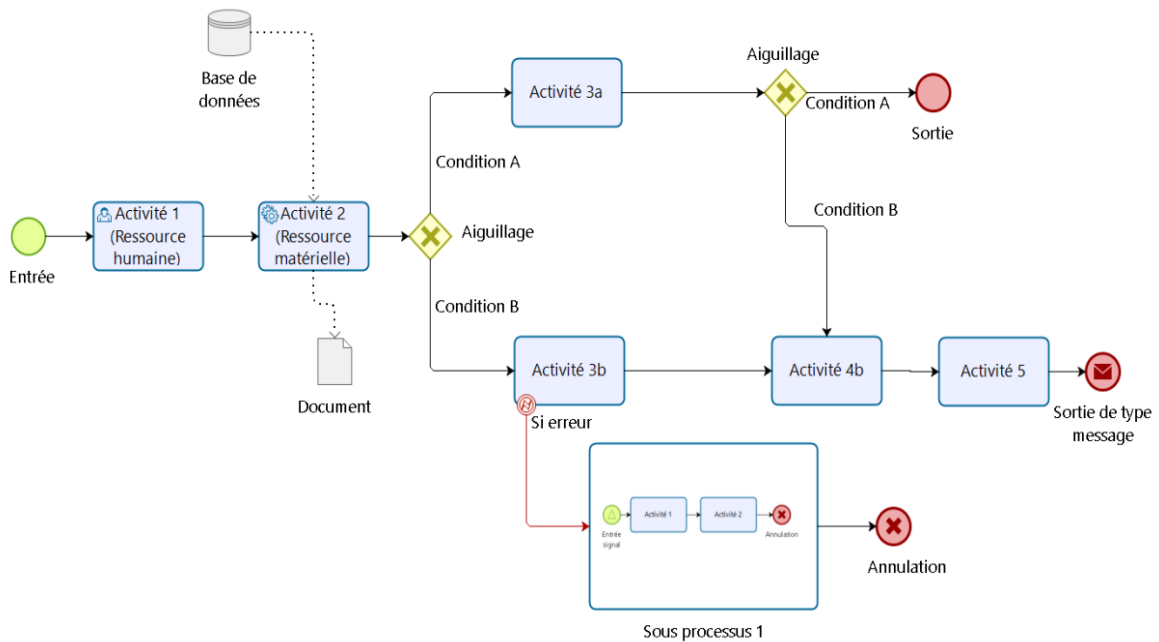 Base de
données
Activité 3a
Aiguillage
Condition A
Sortie
Condition A
Condition B
Entrée
Activité 1
(Ressource
humaine)
Activité 2
(Ressource
matérielle)
Aiguillage
Condition B
Document
Activité 3b
Si erreur
Activité 4b
Activité 5
Sortie de type
message
Entrée
signal
Activité 1
Activité 2
Annulation
Annulation
Sous processus 1